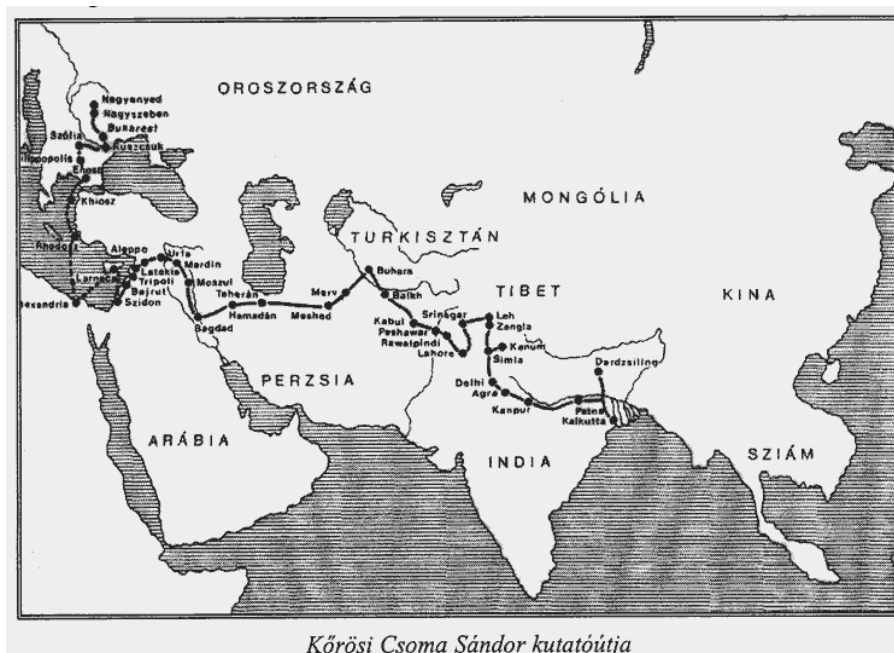 OROSZORSZÁG
Nagyenyed
Nagyszeben
Bukarest
Szófia
Ruszcsuk
Enosz
Khiosz
Rhodosz
MONGÓLIA
TURKISZTÁN
Aleppo
Urfa
Mardin
Larnaca
Latakia
Tripoli
Bejrut
Szidon
Moszul
Bagdad
Teherán
Hamadán
Meshed
Merv
Buhara
Balkh
TIBET
KINA
Kabul
Peshawar
Rawalpindi
Lahore
Srinagar
Leh
Zangla
Kanum
Simla
Dardzsiling
PERZSIA
Delhi
Agra
Kanpur
Patna
Kalkutta
ARÁBIA
INDIA
SZIÁM
Kőrösi Csoma Sándor kutatóútja